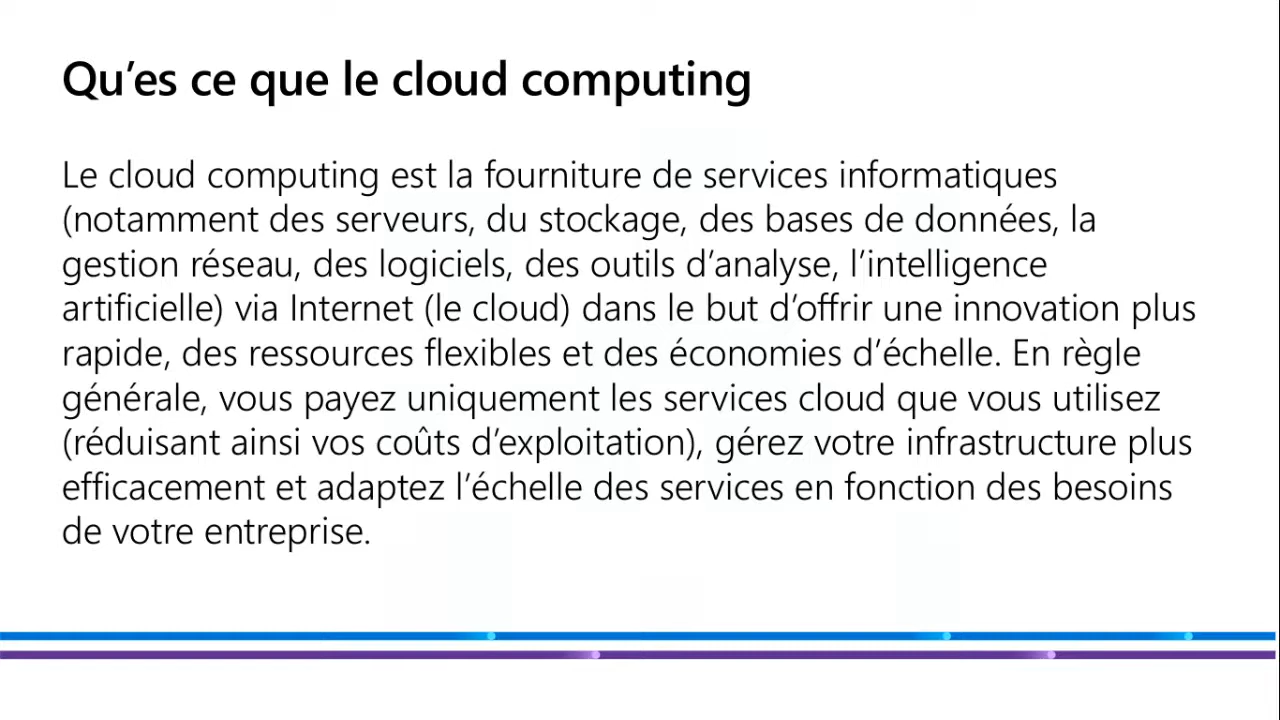 Qu’es ce que le cloud computing
Le cloud computing est la fourniture de services informatiques
(notamment des serveurs, du stockage, des bases de données, la
gestion réseau, des logiciels, des outils d’analyse, l’intelligence
artificielle) via Internet (le cloud) dans le but d’offrir une innovation plus
rapide, des ressources flexibles et des économies d’échelle. En règle
générale, vous payez uniquement les services cloud que vous utilisez
(réduisant ainsi vos coûts d’exploitation), gérez votre infrastructure plus
efficacement et adaptez l’échelle des services en fonction des besoins
de votre entreprise.